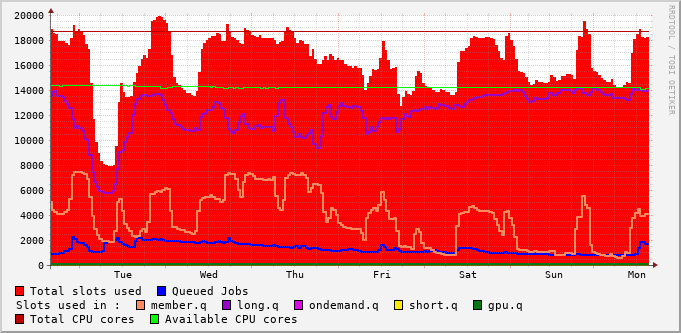 20000
18000
16000
14000
12000
10000
8000
6000
4000
2000
0
Tue Wed Thu Fri Sat Sun Mon
Total slots used Queued Jobs
Slots used in : member.q long.q ondemand.q short.q gpu.q
Total CPU cores Available CPU cores
RRDTOOL / TOBI OETIKER